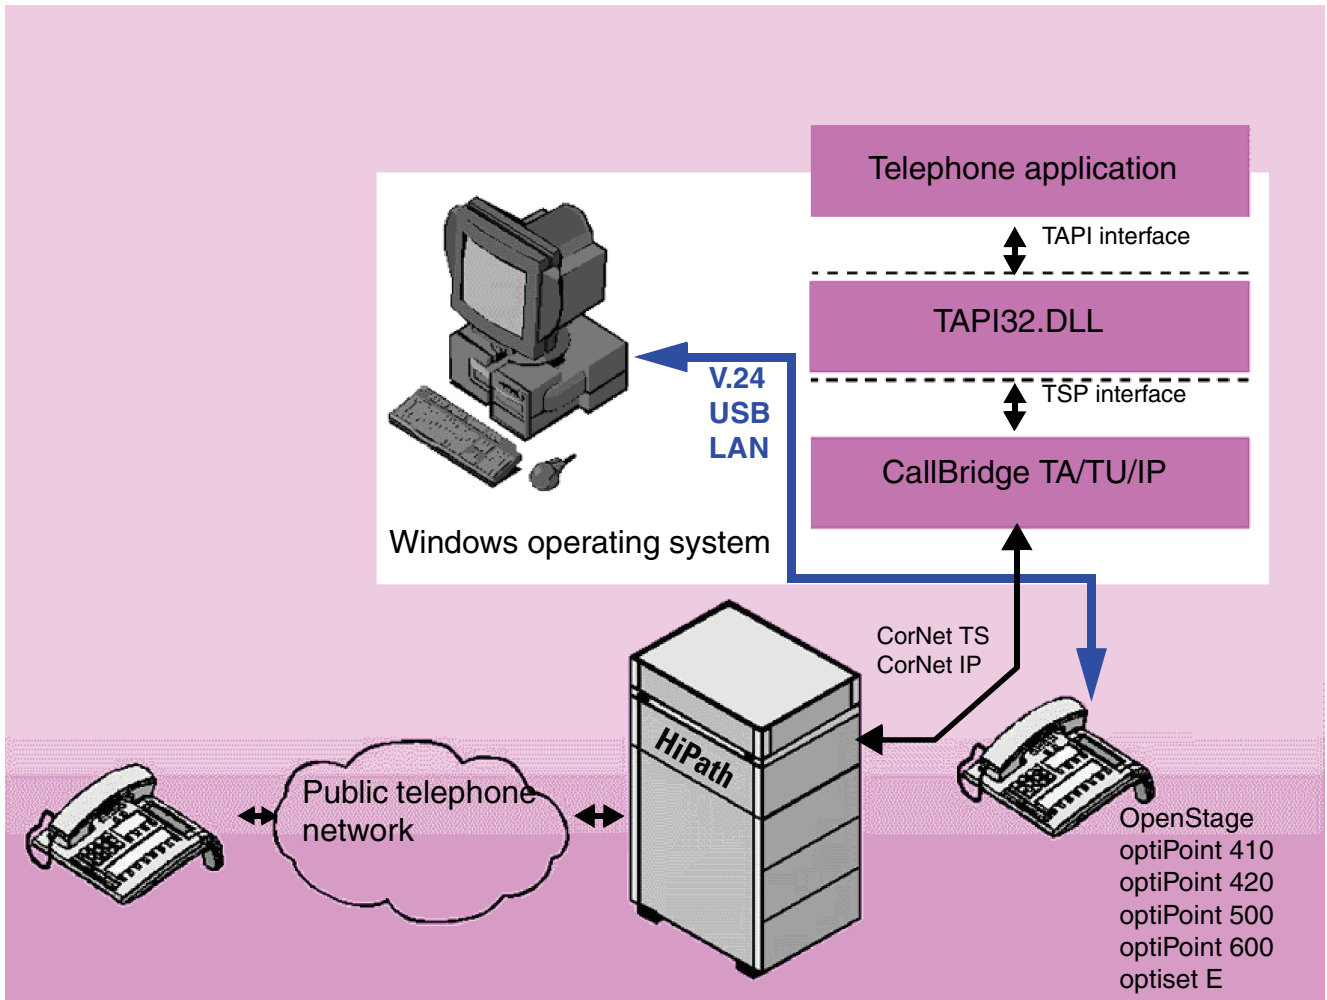 Telephone application
TAPI interface
TAPI32.DLL
TSP interface
CallBridge TA/TU/IP
V.24
USB
LAN
Windows operating system
CorNet TS
CorNet IP
HiPath
Public telephone
network
OpenStage
optiPoint 410
optiPoint 420
optiPoint 500
optiPoint 600
optiset E